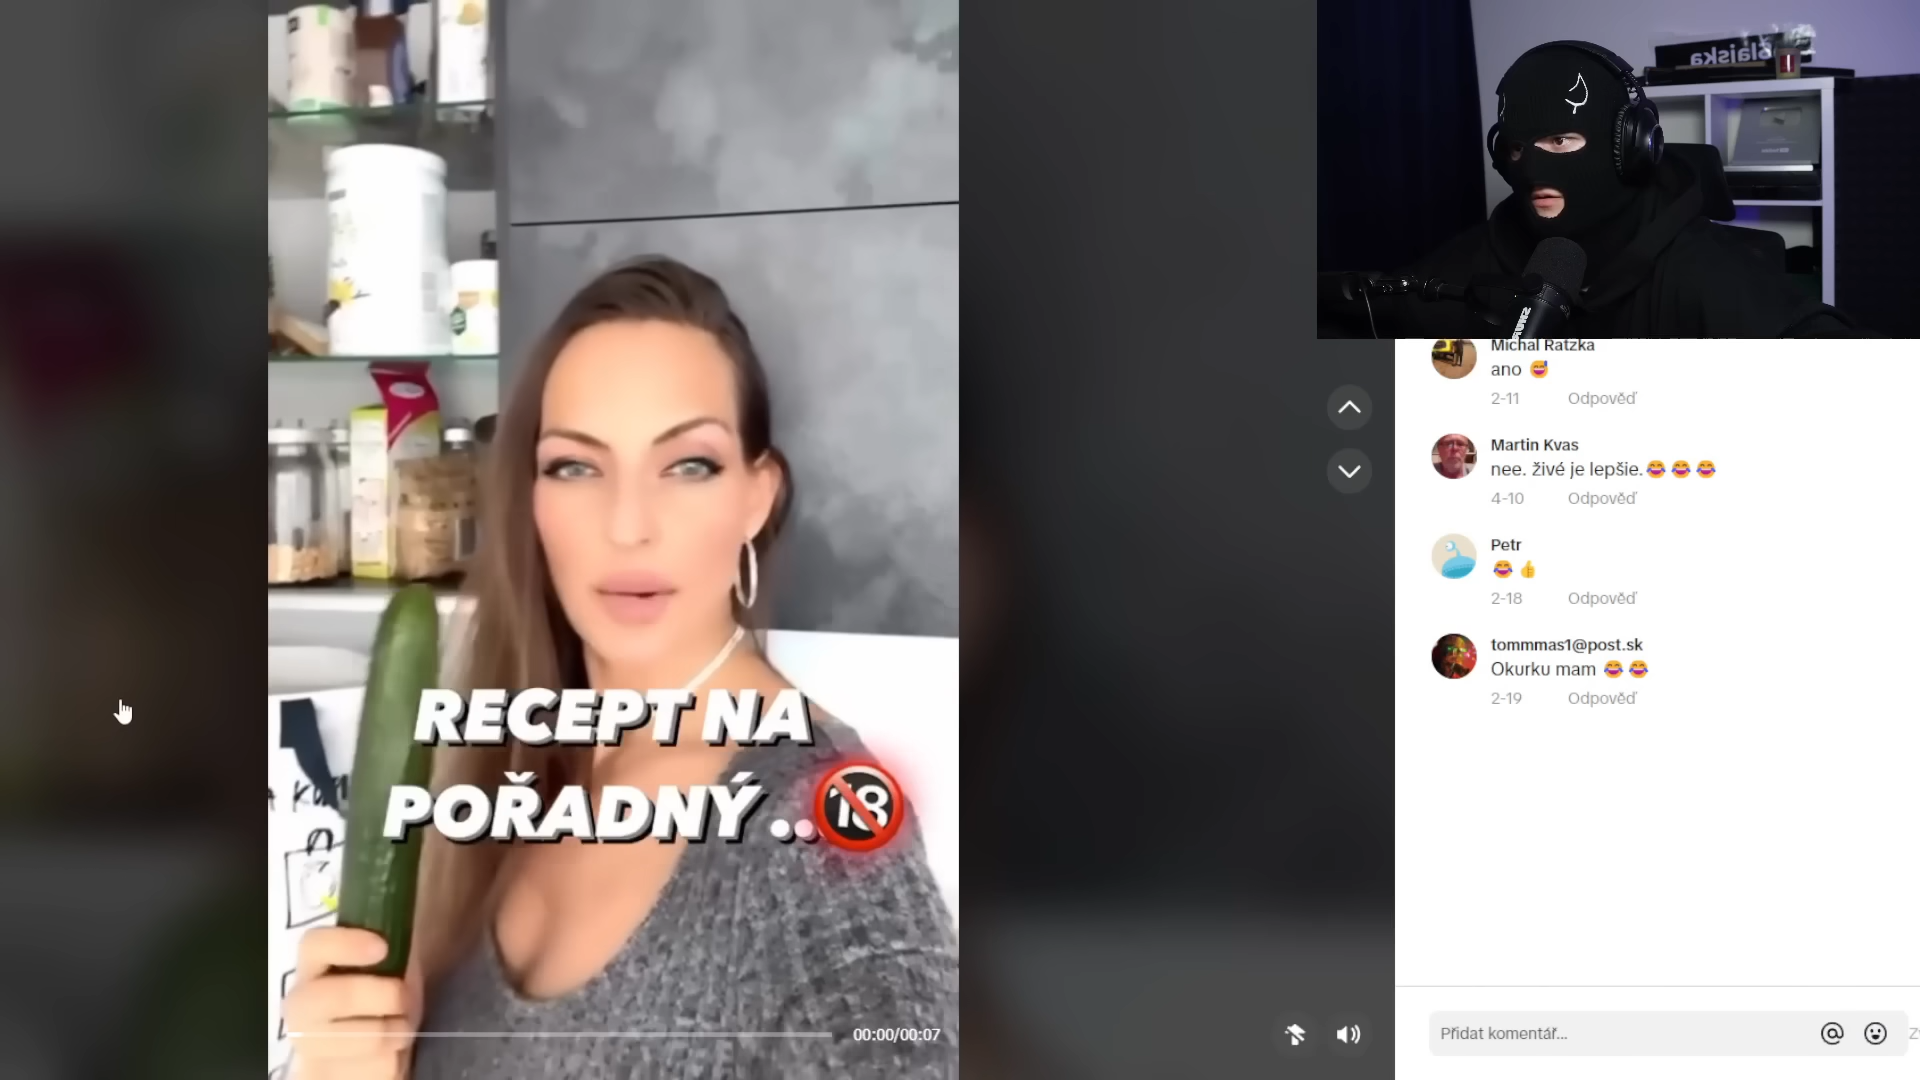 RECEPT NA
POŘADNÝ ..🔞
00:00/00:07
Michal Ratzka
ano 😅
2-11 Odpověď
Martin Kvas
nee. živé je lepšie.😂😂😂
4-10 Odpověď
Petr
😂👍
2-18 Odpověď
tommmas1@post.sk
Okurku mam 😂😂
2-19 Odpověď
Přidat komentář...